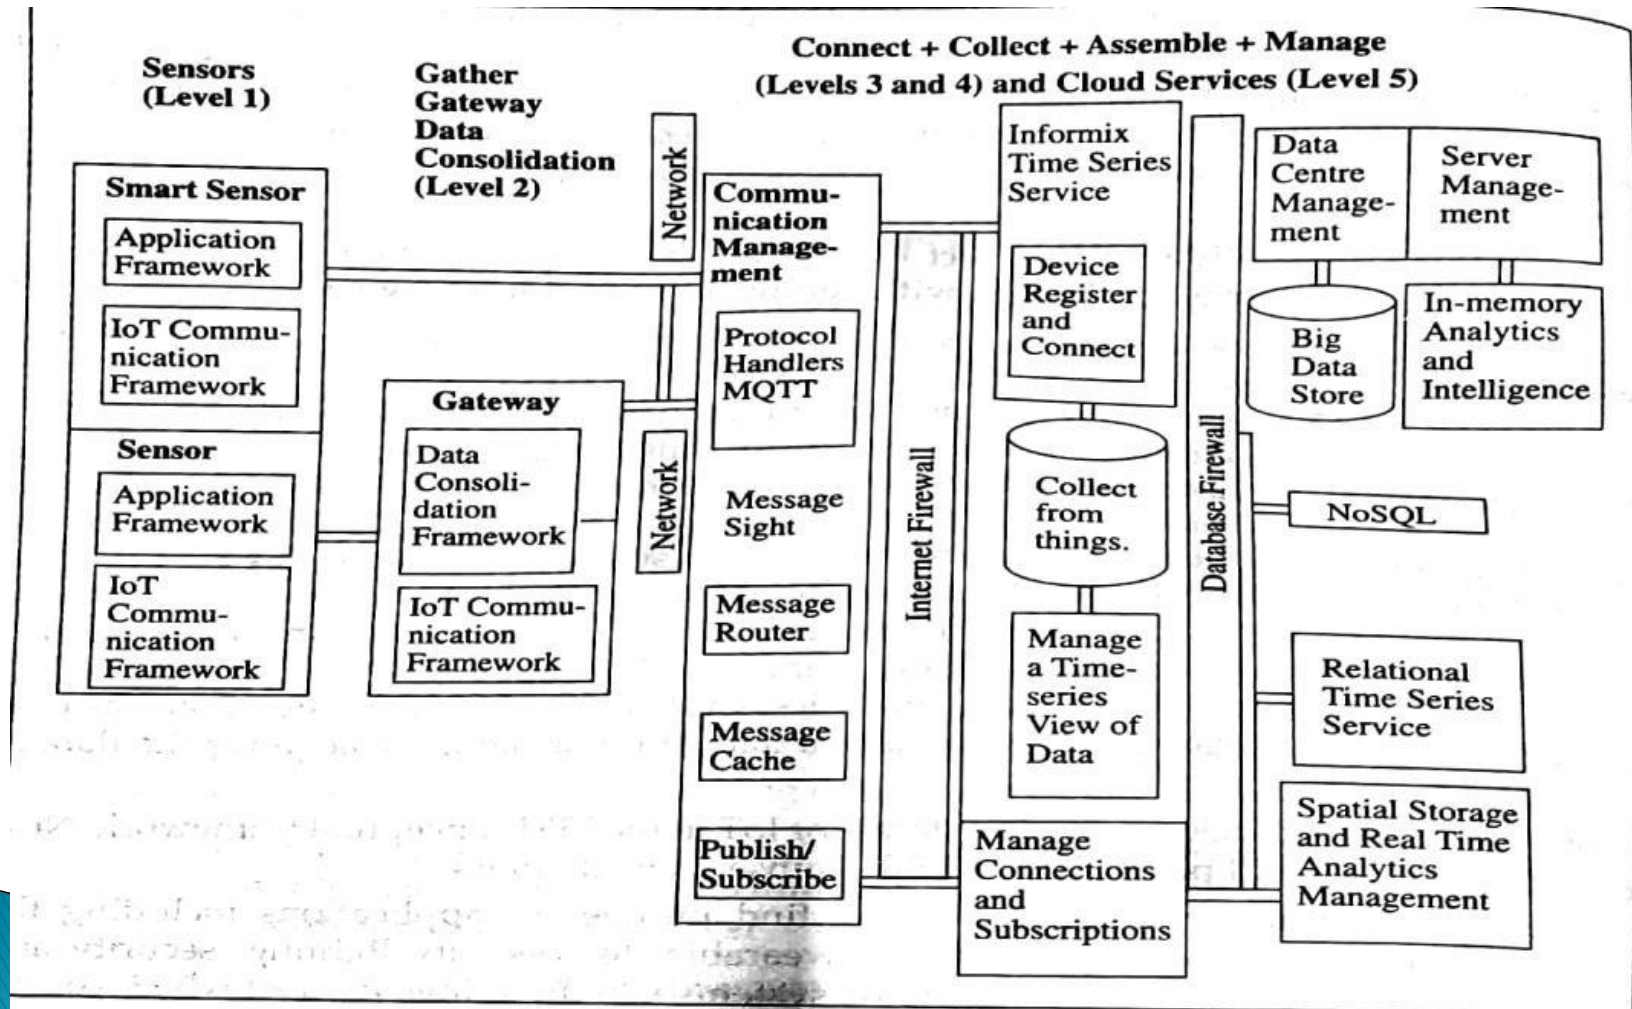 Sensors
(Level 1)
Gather
Gateway
Data
Consolidation
(Level 2)
Connect + Collect + Assemble + Manage
(Levels 3 and 4) and Cloud Services (Level 5)
Smart Sensor
Application
Framework
IoT Commu-
nication
Framework
Sensor
Application
Framework
IoT
Commu-
nication
Framework
Gateway
Data
Consoli-
dation
Framework
IoT Commu-
nication
Framework
Network
Network
Commu-
nication
Manage-
ment
Protocol
Handlers
MQTT
Message
Sight
Message
Router
Message
Cache
Publish/
Subscribe
Internet Firewall
Informix
Time Series
Service
Device
Register
and
Connect
Collect
from
things.
Manage
a Time-
series
View of
Data
Manage
Connections
and
Subscriptions
Database Firewall
Data
Centre
Manage-
ment
Server
Manage-
ment
Big
Data
Store
In-memory
Analytics
and
Intelligence
NoSQL
Relational
Time Series
Service
Spatial Storage
and Real Time
Analytics
Management